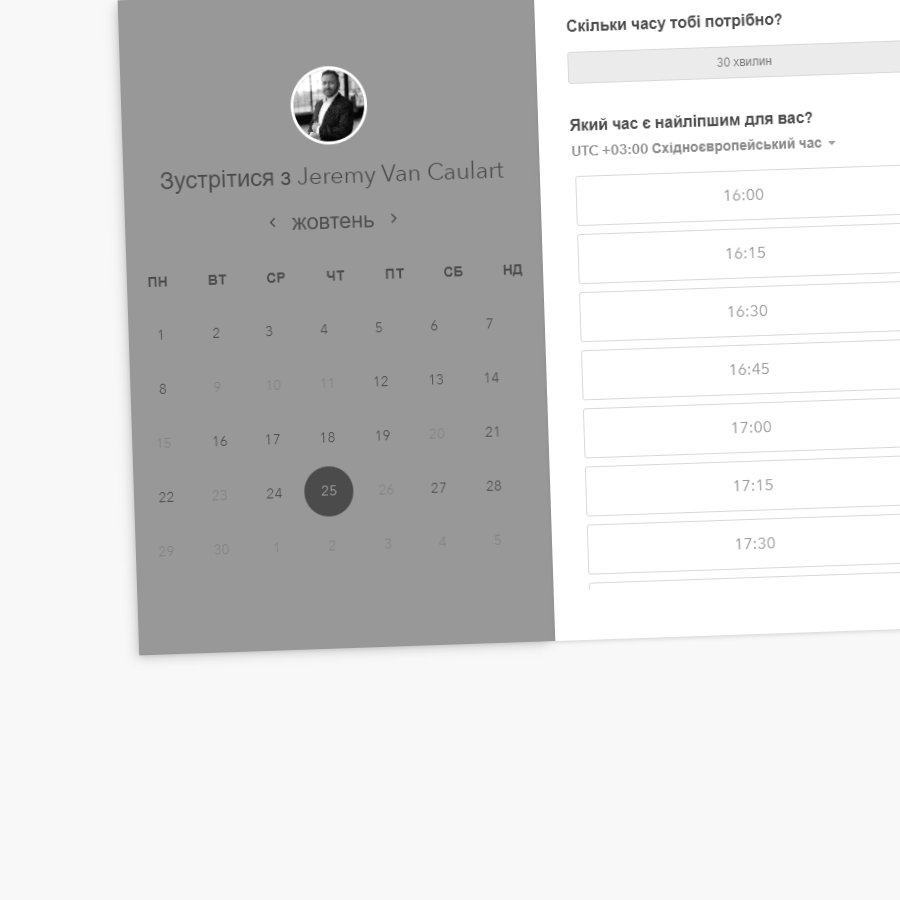 Зустрітися з Jeremy Van Caulart
‹ жовтень ›
ПН ВТ СР ЧТ ПТ СБ НД
1 2 3 4 5 6 7
8 9 10 11 12 13 14
15 16 17 18 19 20 21
22 23 24 25 26 27 28
29 30 1 2 3 4 5
Скільки часу тобі потрібно?
30 хвилин
Який час є найліпшим для вас?
UTC +03:00 Східноєвропейський час
16:00
16:15
16:30
16:45
17:00
17:15
17:30